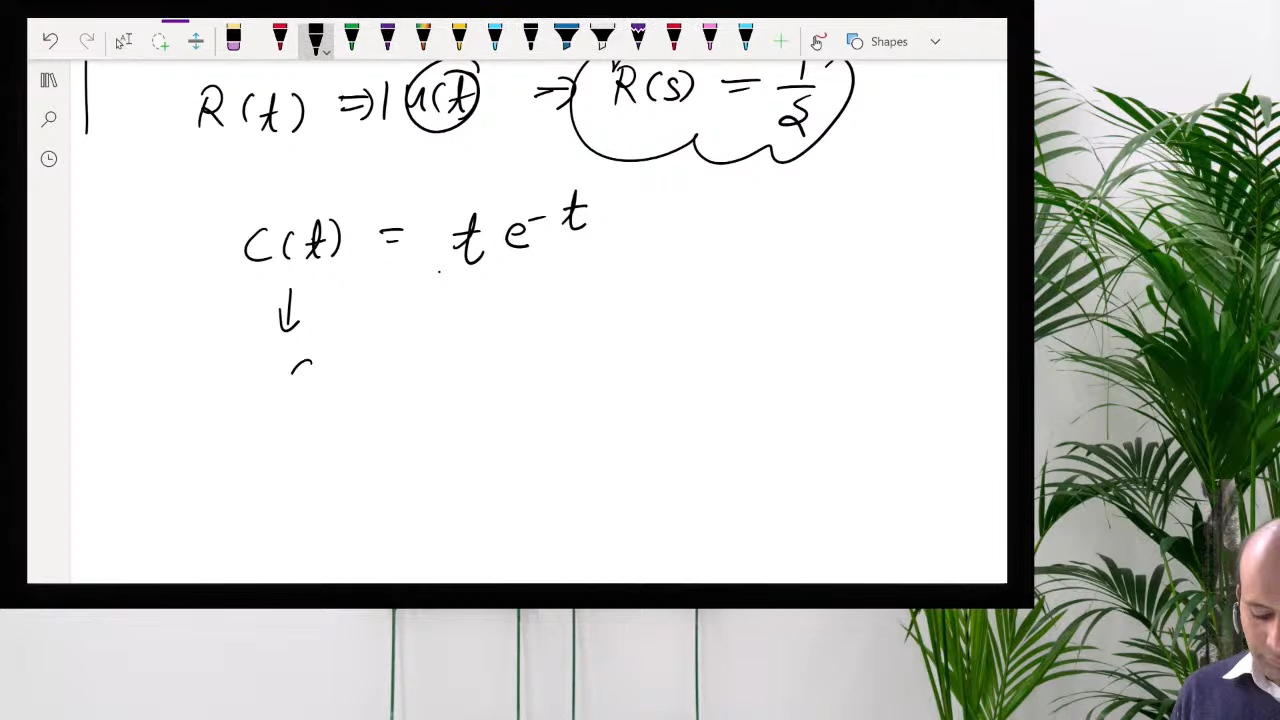 Shapes
R(t) ⇒ 1 u(t) ⇒ R(s) = 1/s
c(t) = t e^-t
↓